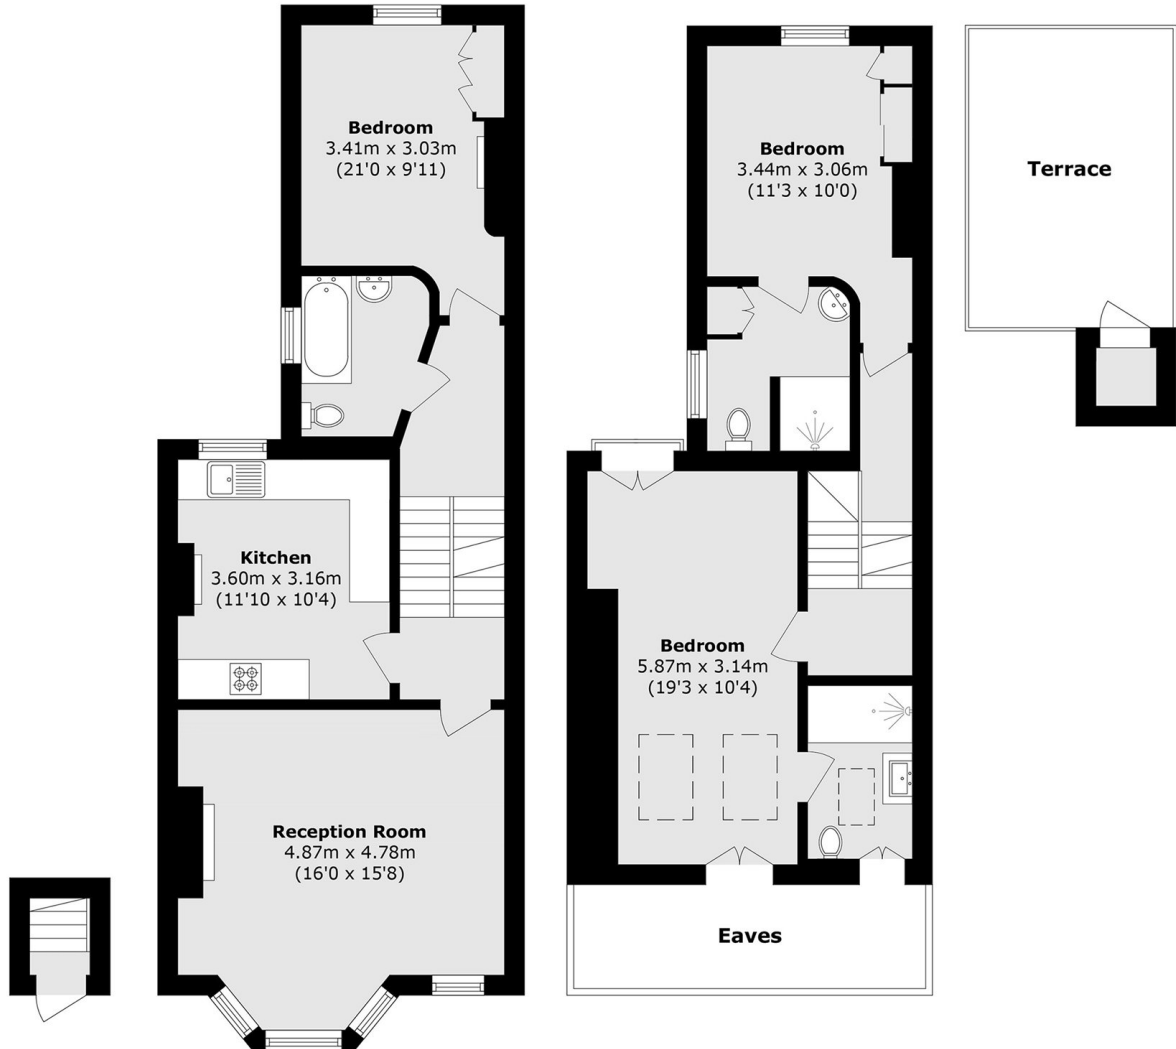 Bedroom
3.41m x 3.03m
(21'0 x 9'11)
Bedroom
3.44m x 3.06m
(11'3 x 10'0)
Terrace
Kitchen
3.60m x 3.16m
(11'10 x 10'4)
Bedroom
5.87m x 3.14m
(19'3 x 10'4)
Reception Room
4.87m x 4.78m
(16'0 x 15'8)
Eaves